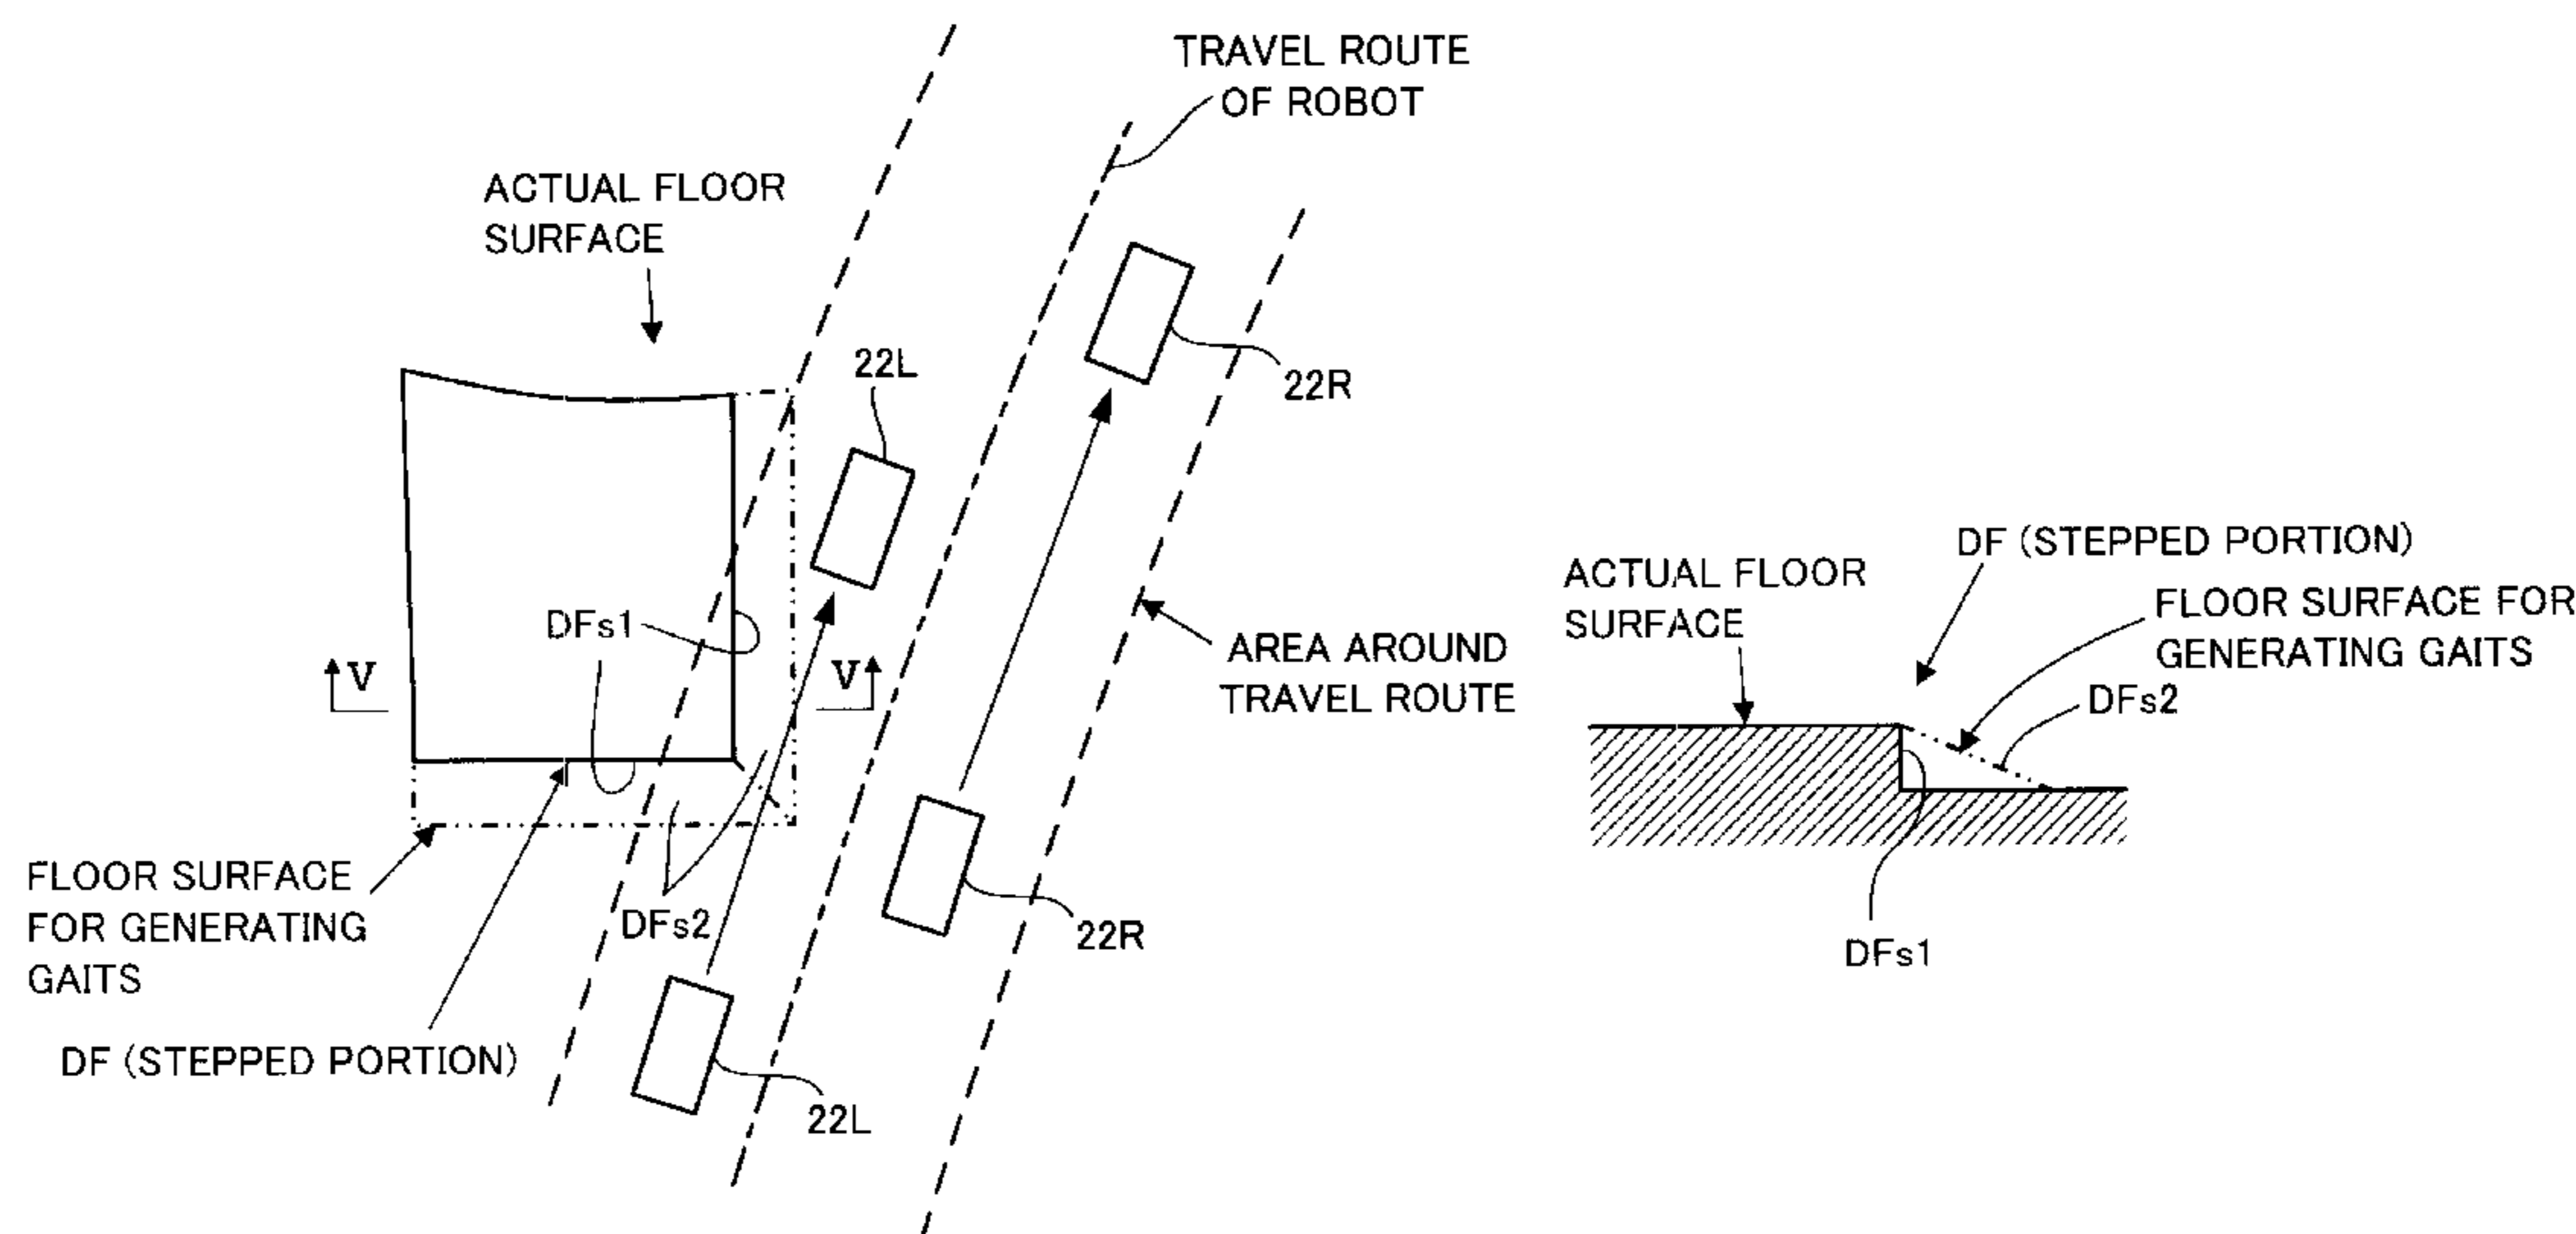 TRAVEL ROUTE
OF ROBOT
ACTUAL FLOOR
SURFACE
22L
22R
DFs1
V
V
AREA AROUND
TRAVEL ROUTE
FLOOR SURFACE
FOR GENERATING
GAITS
DFs2
22R
DF (STEPPED PORTION)
22L
DF (STEPPED PORTION)
ACTUAL FLOOR
SURFACE
FLOOR SURFACE FOR
GENERATING GAITS
DFs2
DFs1